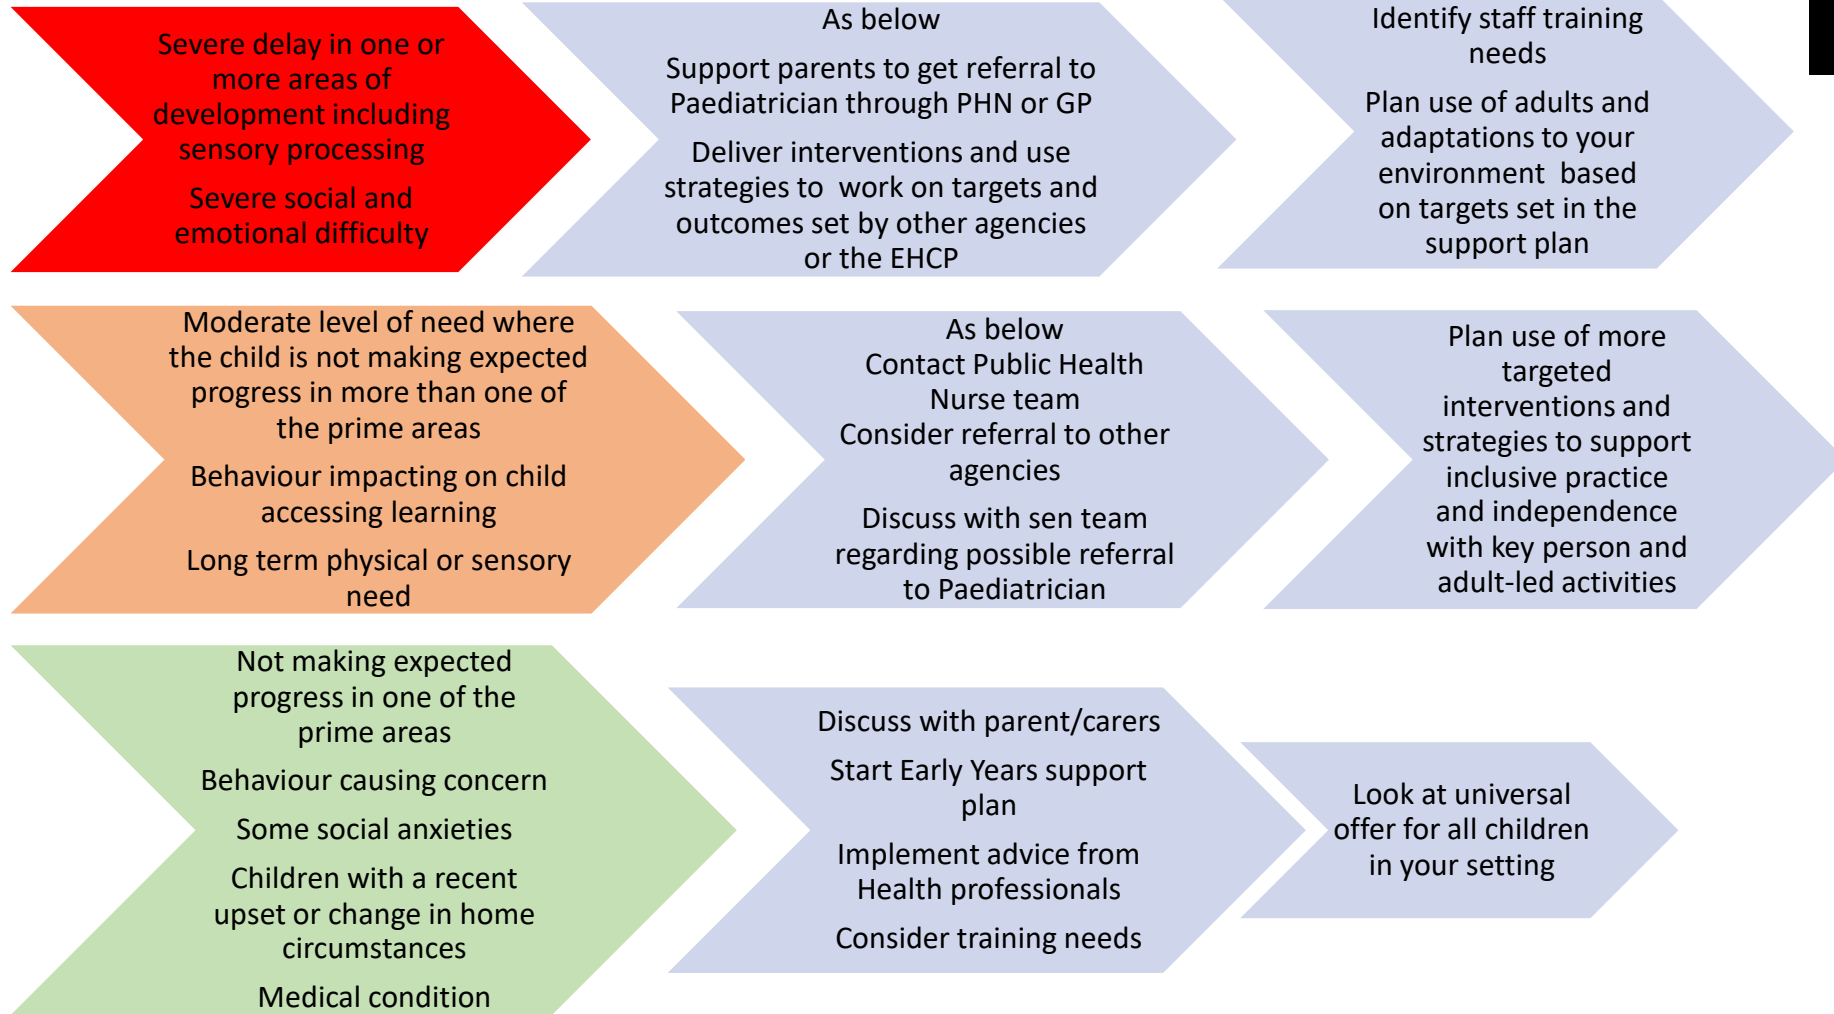 Severe delay in one or
more areas of
development including
sensory processing
Severe social and
emotional difficulty
As below
Support parents to get referral to
Paediatrician through PHN or GP
Deliver interventions and use
strategies to work on targets and
outcomes set by other agencies
or the EHCP
Identify staff training
needs
Plan use of adults and
adaptations to your
environment based
on targets set in the
support plan
Moderate level of need where
the child is not making expected
progress in more than one of
the prime areas
Behaviour impacting on child
accessing learning
Long term physical or sensory
need
As below
Contact Public Health
Nurse team
Consider referral to other
agencies
Discuss with sen team
regarding possible referral
to Paediatrician
Plan use of more
targeted
interventions and
strategies to support
inclusive practice
and independence
with key person and
adult-led activities
Not making expected
progress in one of the
prime areas
Behaviour causing concern
Some social anxieties
Children with a recent
upset or change in home
circumstances
Medical condition
Discuss with parent/carers
Start Early Years support
plan
Implement advice from
Health professionals
Consider training needs
Look at universal
offer for all children
in your setting